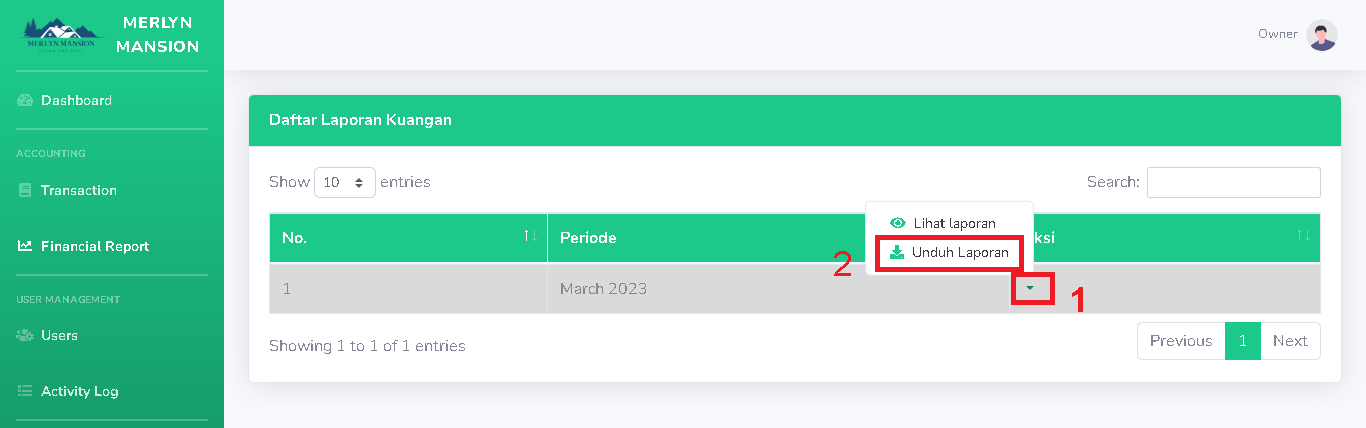 MERLYN
MANSION
MERLYN MANSION
Owner
Dashboard
ACCOUNTING
Transaction
Financial Report
USER MANAGEMENT
Users
Activity Log
Daftar Laporan Kuangan
Show 10 entries
Search:
No.
Periode
ksi
Lihat laporan
Unduh Laporan
2
1
March 2023
1
Showing 1 to 1 of 1 entries
Previous 1 Next